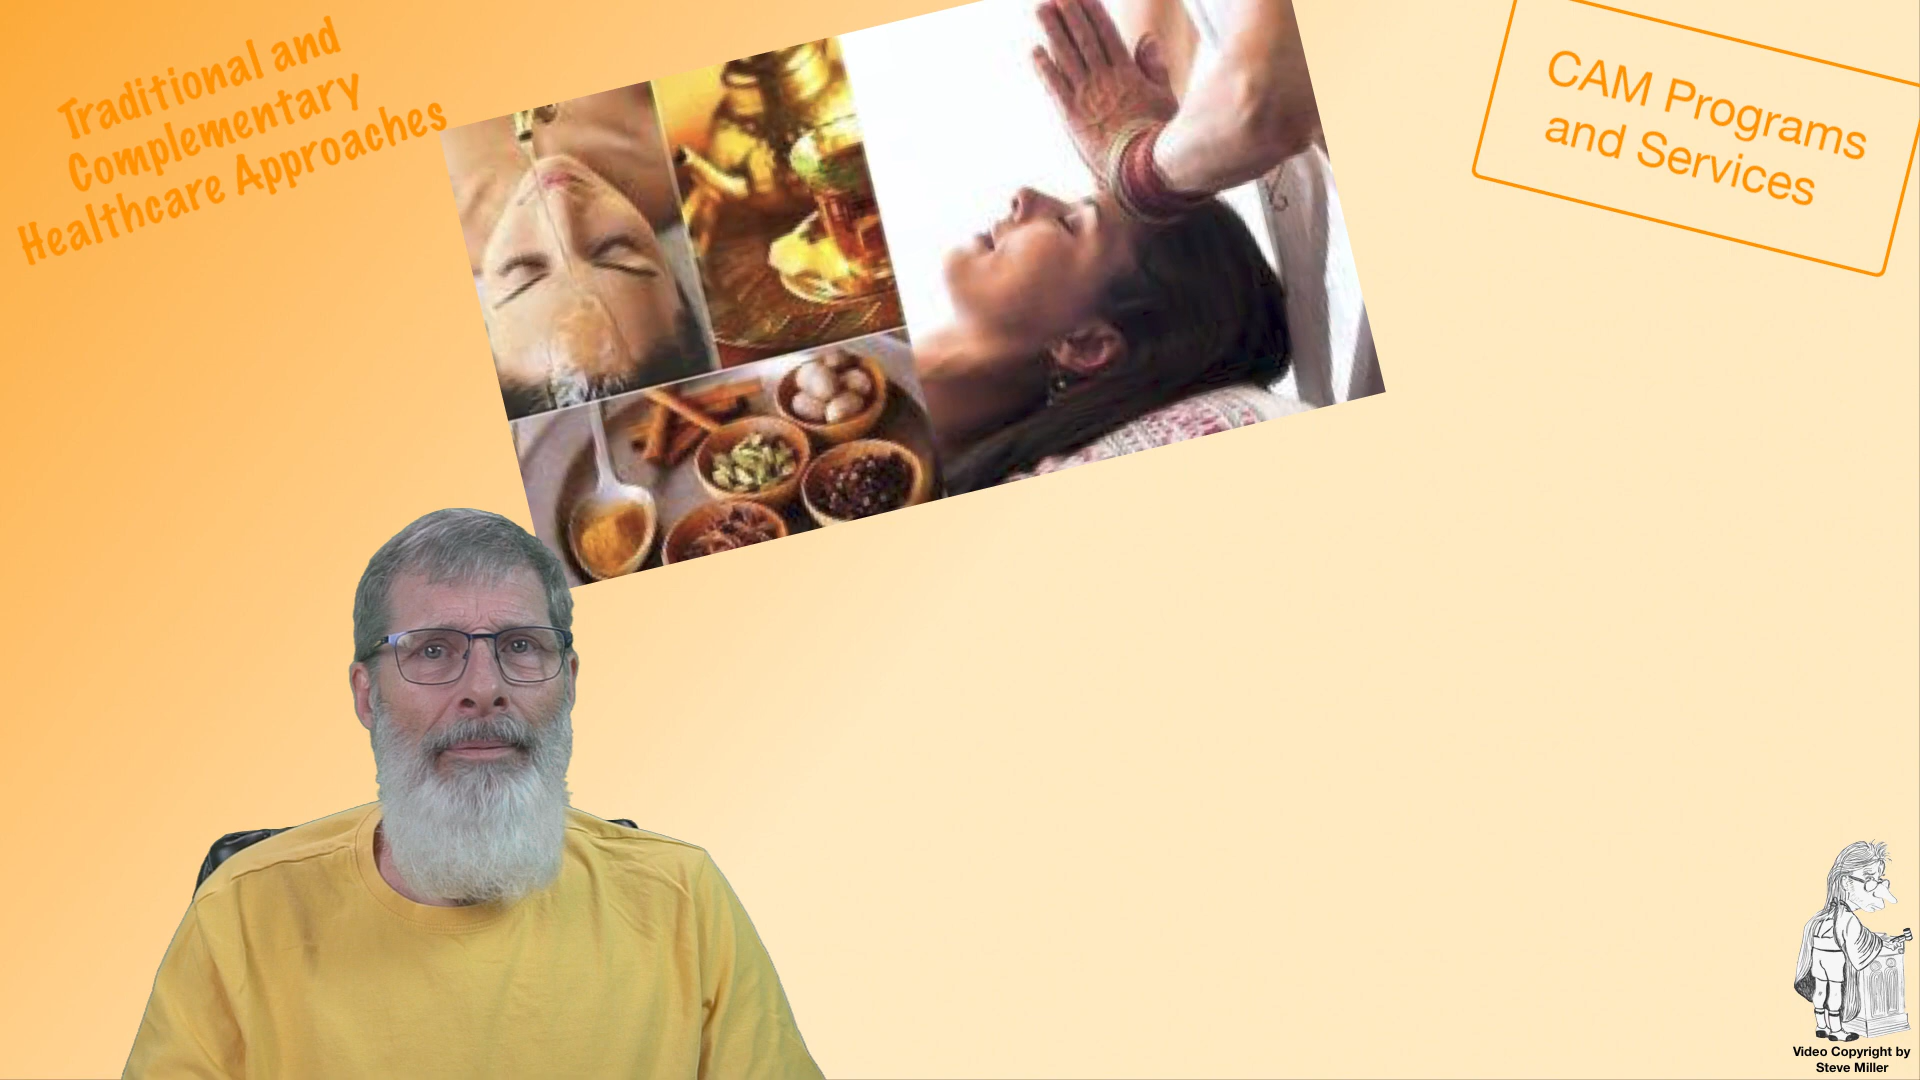 Traditional and
Complementary
Healthcare Approaches
CAM Programs
and Services
Video Copyright by
Steve Miller